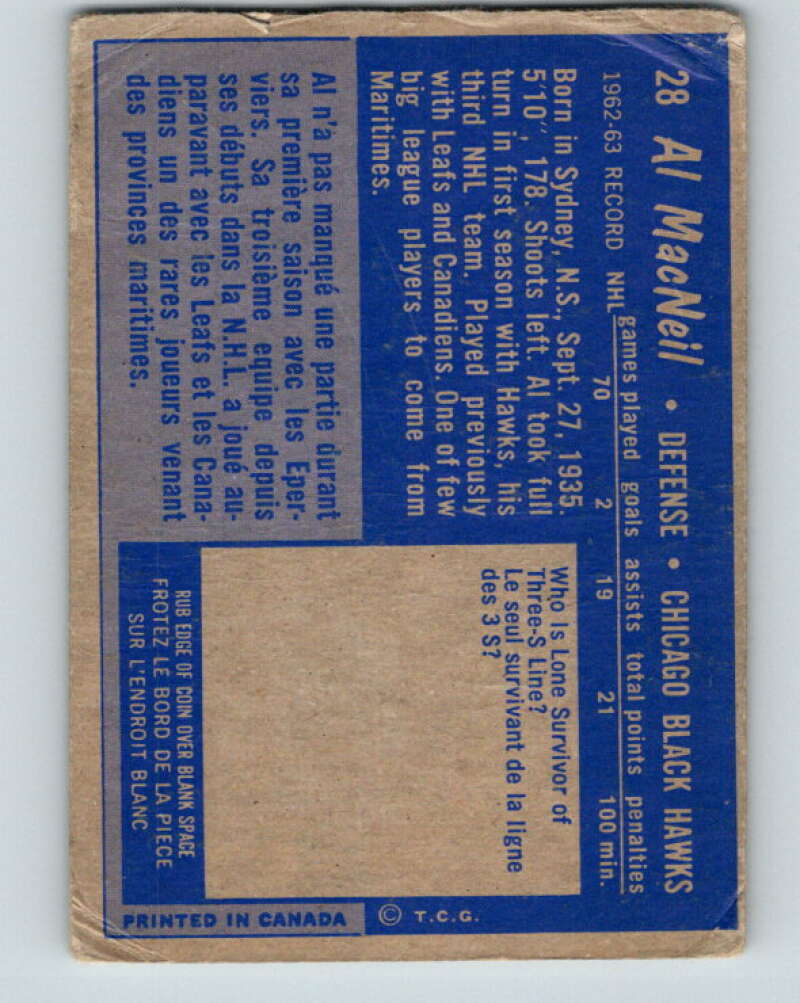 28 Al MacNeil • DEFENSE • CHICAGO BLACK HAWKS
games played goals assists total points penalties
1962-63 RECORD NHL 70 2 19 21 100 min.
Born in Sydney, N.S., Sept. 27, 1935.
5'10", 178. Shoots left. Al took full
turn in first season with Hawks, his
third NHL team. Played previously
with Leafs and Canadiens. One of few
big league players to come from
Maritimes.
Al n'a pas manqué une partie durant
sa première saison avec les Eper-
viers. Sa troisième equipe depuis
ses débuts dans la N.H.L. a joué au-
paravant avec les Leafs et les Cana-
diens un des rares joueurs venant
des provinces maritimes.
Who Is Lone Survivor of
Three-S Line?
Le seul survivant de la ligne
des 3 S?
RUB EDGE OF COIN OVER BLANK SPACE
FROTEZ LE BORD DE LA PIECE
SUR L'ENDROIT BLANC
© T.C.G.
PRINTED IN CANADA